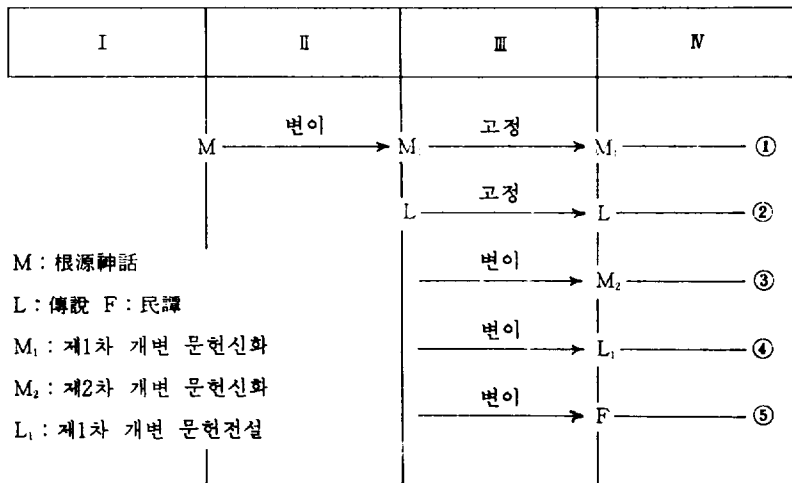 Ⅰ Ⅱ Ⅲ Ⅳ
변이 고정
M M₁ M₁ ①
고정
L L ②
변이
M : 根源神話
M₂ ③
L : 傳說 F : 民譚
변이
M₁ : 제1차 개변 문헌신화
L₁ ④
M₂ : 제2차 개변 문헌신화
변이
L₁ : 제1차 개변 문헌전설
F ⑤